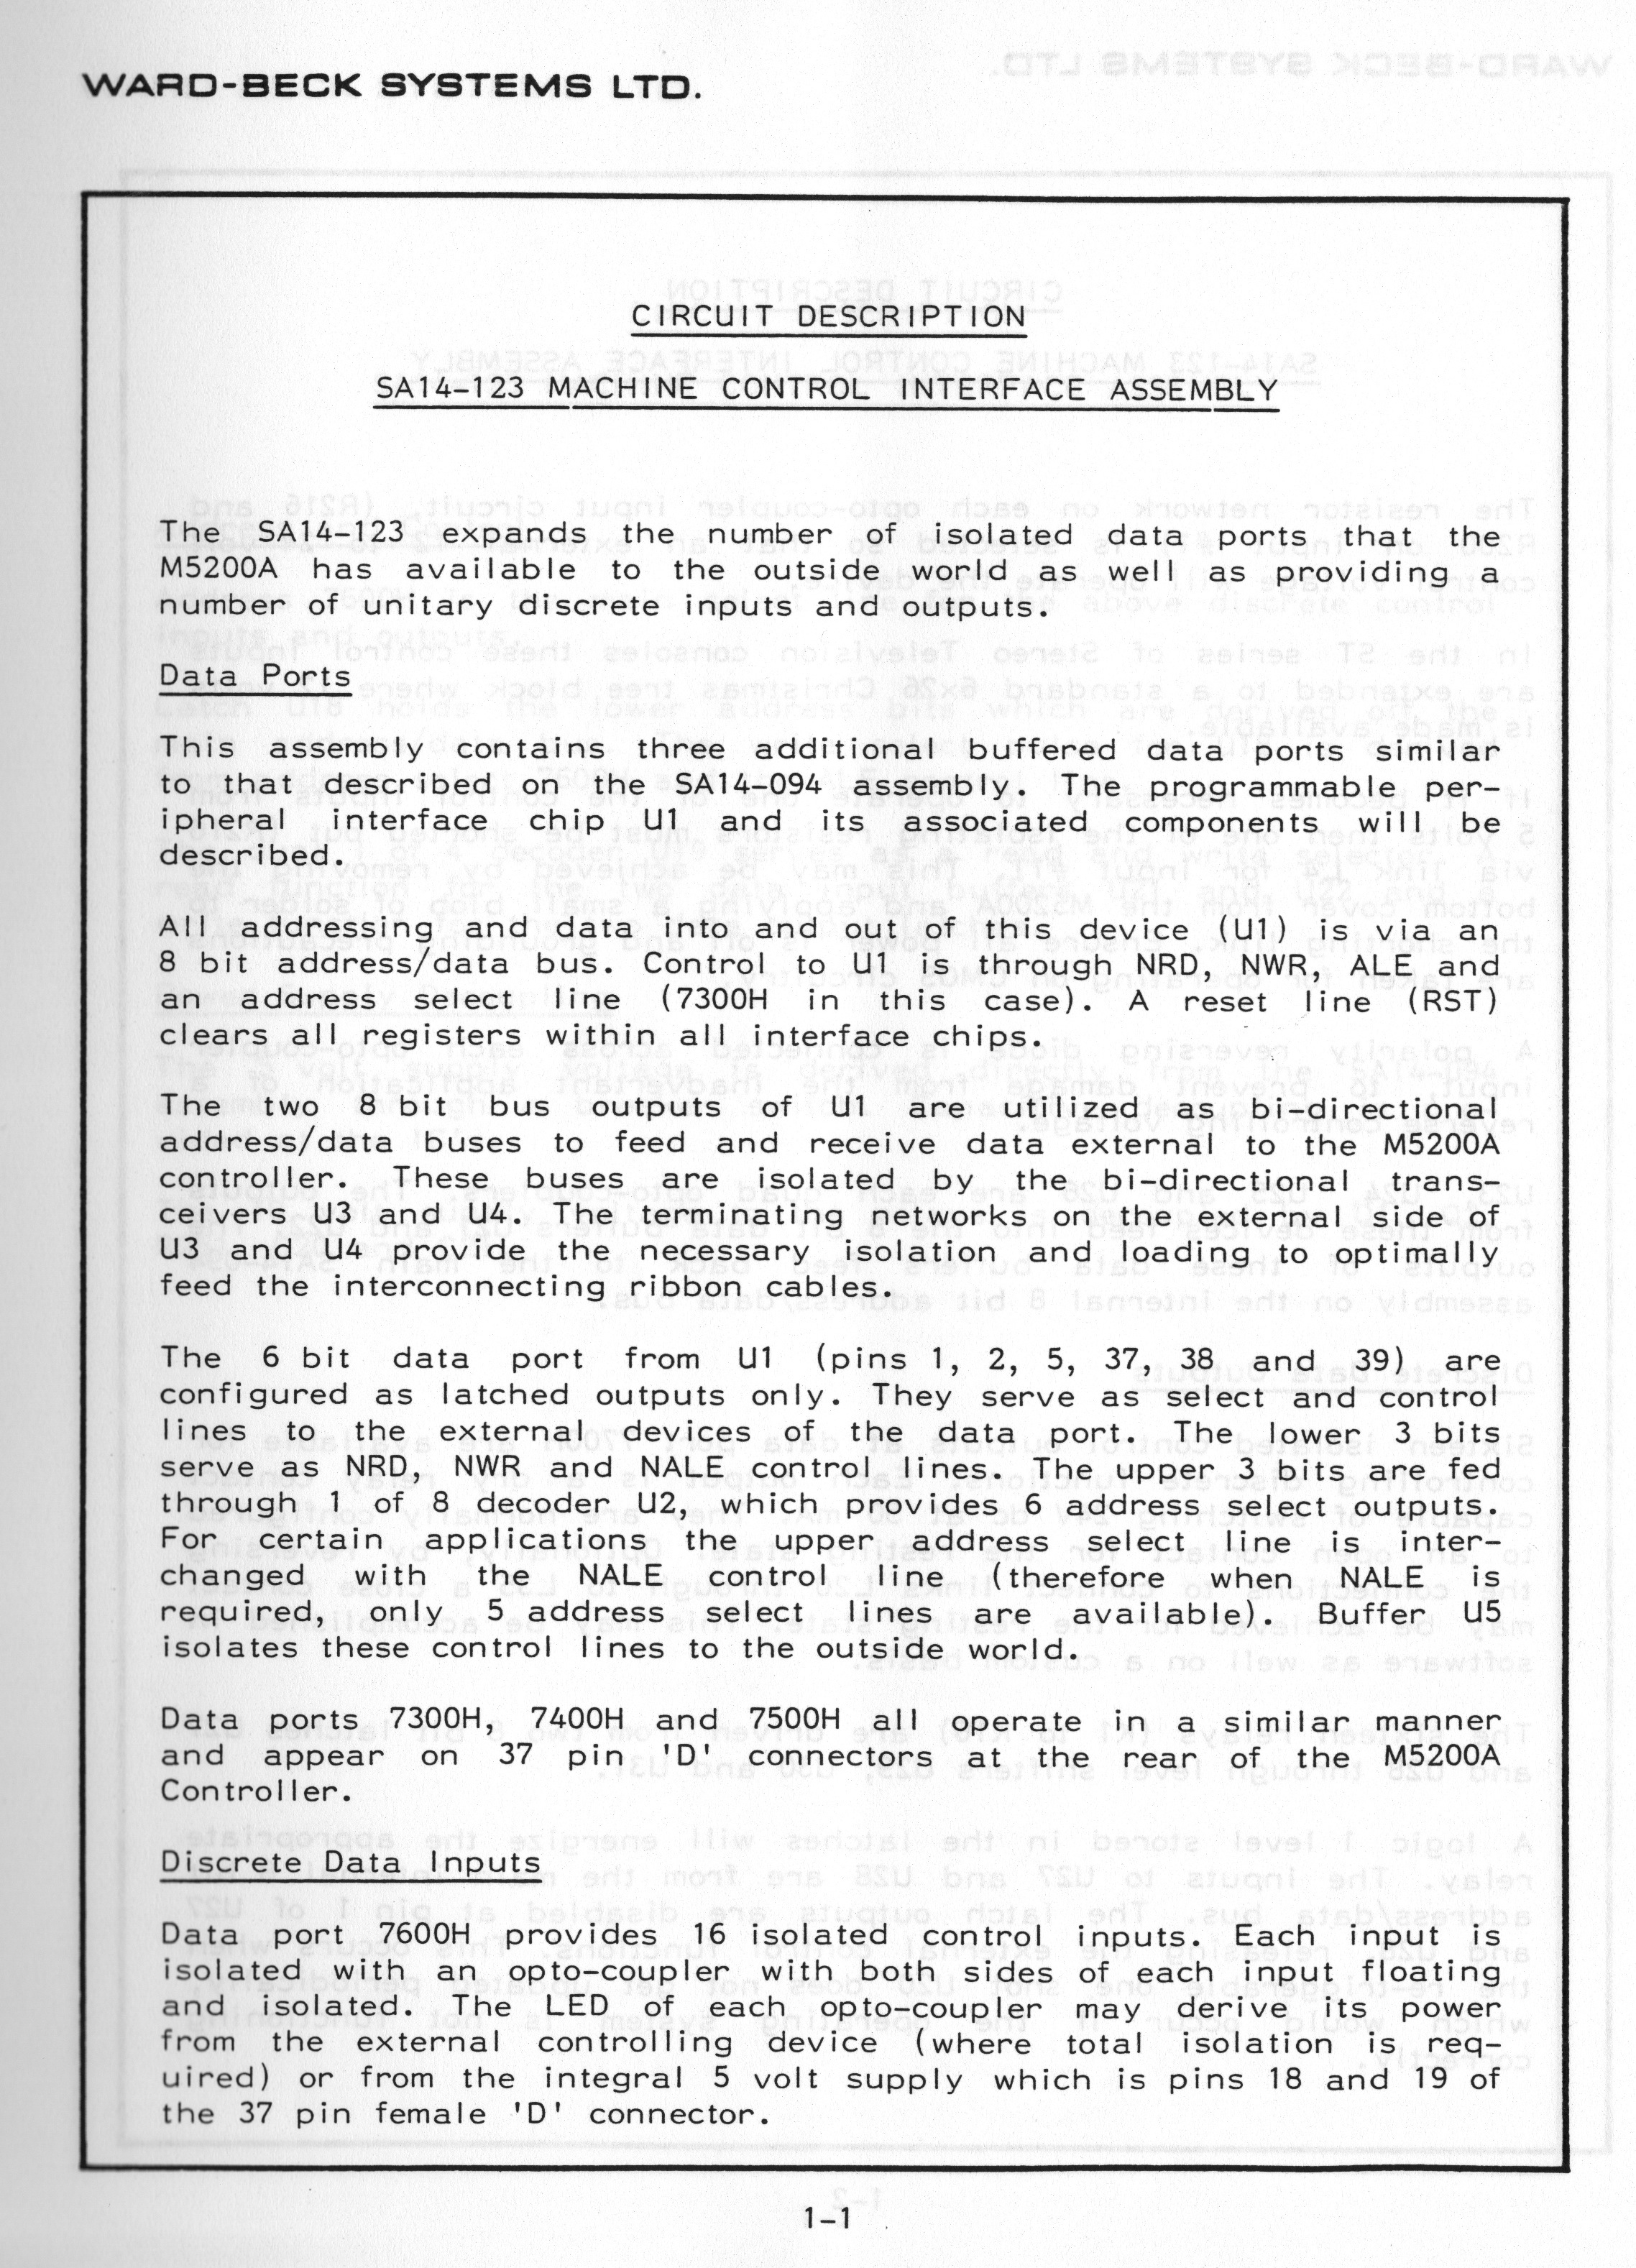 WARD-BECK SYSTEMS LTD.
CIRCUIT DESCRIPTION
SA14-123 MACHINE CONTROL INTERFACE ASSEMBLY
The SA14-123 expands the number of isolated data ports that the
M5200A has available to the outside world as well as providing a
number of unitary discrete inputs and outputs.
Data Ports
This assembly contains three additional buffered data ports similar
to that described on the SA14-094 assembly. The programmable per-
ipheral interface chip U1 and its associated components will be
described.
All addressing and data into and out of this device (U1) is via an
8 bit address/data bus. Control to U1 is through NRD, NWR, ALE and
an address select line (7300H in this case). A reset line (RST)
clears all registers within all interface chips.
The two 8 bit bus outputs of U1 are utilized as bi-directional
address/data buses to feed and receive data external to the M5200A
controller. These buses are isolated by the bi-directional trans-
ceivers U3 and U4. The terminating networks on the external side of
U3 and U4 provide the necessary isolation and loading to optimally
feed the interconnecting ribbon cables.
The 6 bit data port from U1 (pins 1, 2, 5, 37, 38 and 39) are
configured as latched outputs only. They serve as select and control
lines to the external devices of the data port. The lower 3 bits
serve as NRD, NWR and NALE control lines. The upper 3 bits are fed
through 1 of 8 decoder U2, which provides 6 address select outputs.
For certain applications the upper address select line is inter-
changed with the NALE control line (therefore when NALE is
required, only 5 address select lines are available). Buffer U5
isolates these control lines to the outside world.
Data ports 7300H, 7400H and 7500H all operate in a similar manner
and appear on 37 pin 'D' connectors at the rear of the M5200A
Controller.
Discrete Data Inputs
Data port 7600H provides 16 isolated control inputs. Each input is
isolated with an opto-coupler with both sides of each input floating
and isolated. The LED of each opto-coupler may derive its power
from the external controlling device (where total isolation is req-
uired) or from the integral 5 volt supply which is pins 18 and 19 of
the 37 pin female 'D' connector.
1-1